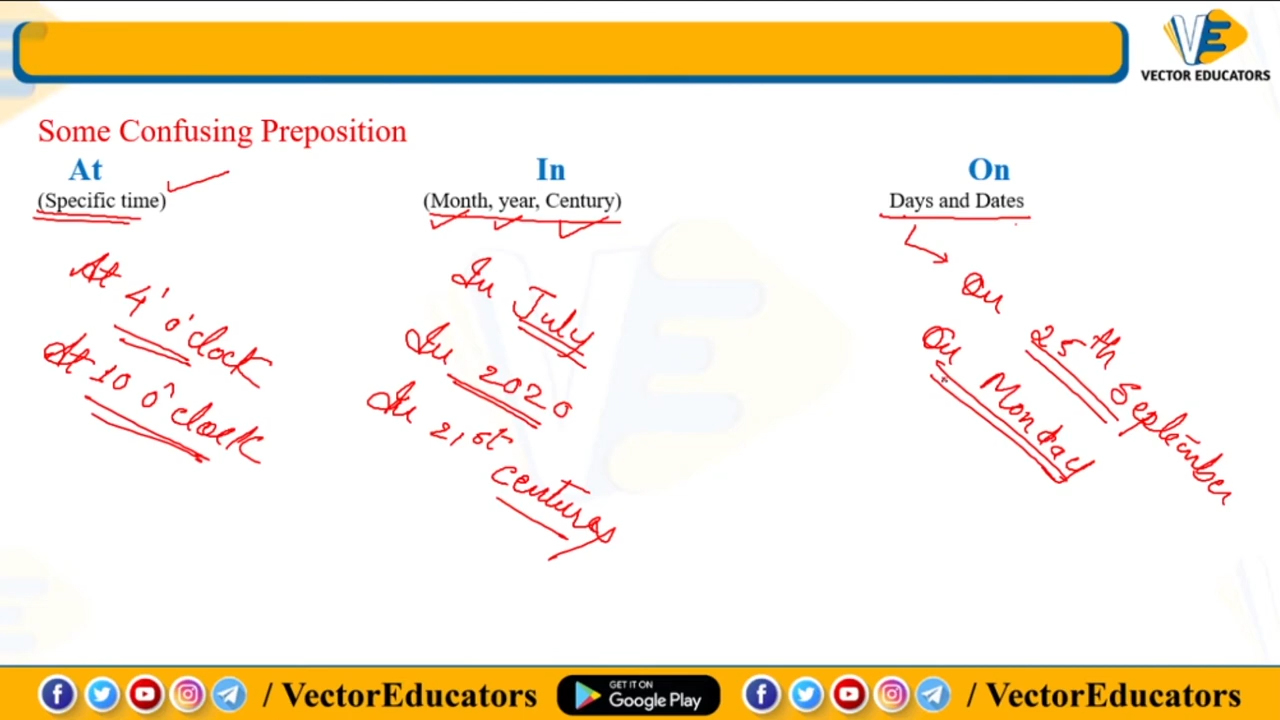 VECTOR EDUCATORS
Some Confusing Preposition
At
(Specific time)
At 4' o'clock
At 10 o'clock
In
(Month, year, Century)
In July
In 2020
In 21st
century
On
Days and Dates
On 25th September
On Monday
/ VectorEducators
GET IT ON
Google Play
/ VectorEducators